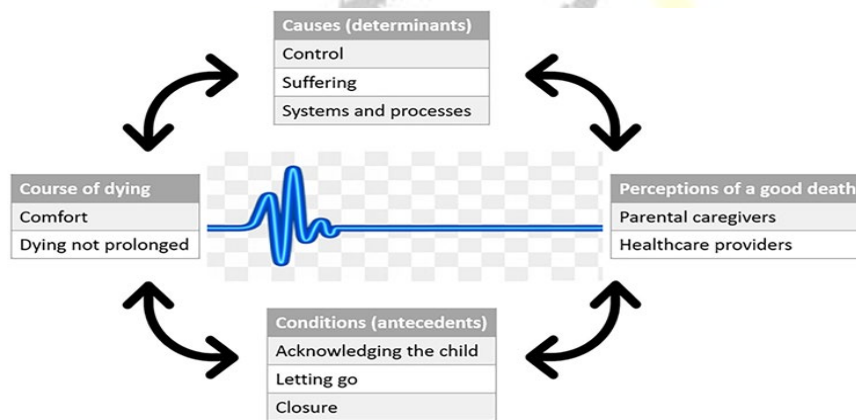 Causes (determinants)
Control
Suffering
Systems and processes
Course of dying
Comfort
Dying not prolonged
Perceptions of a good death
Parental caregivers
Healthcare providers
Conditions (antecedents)
Acknowledging the child
Letting go
Closure